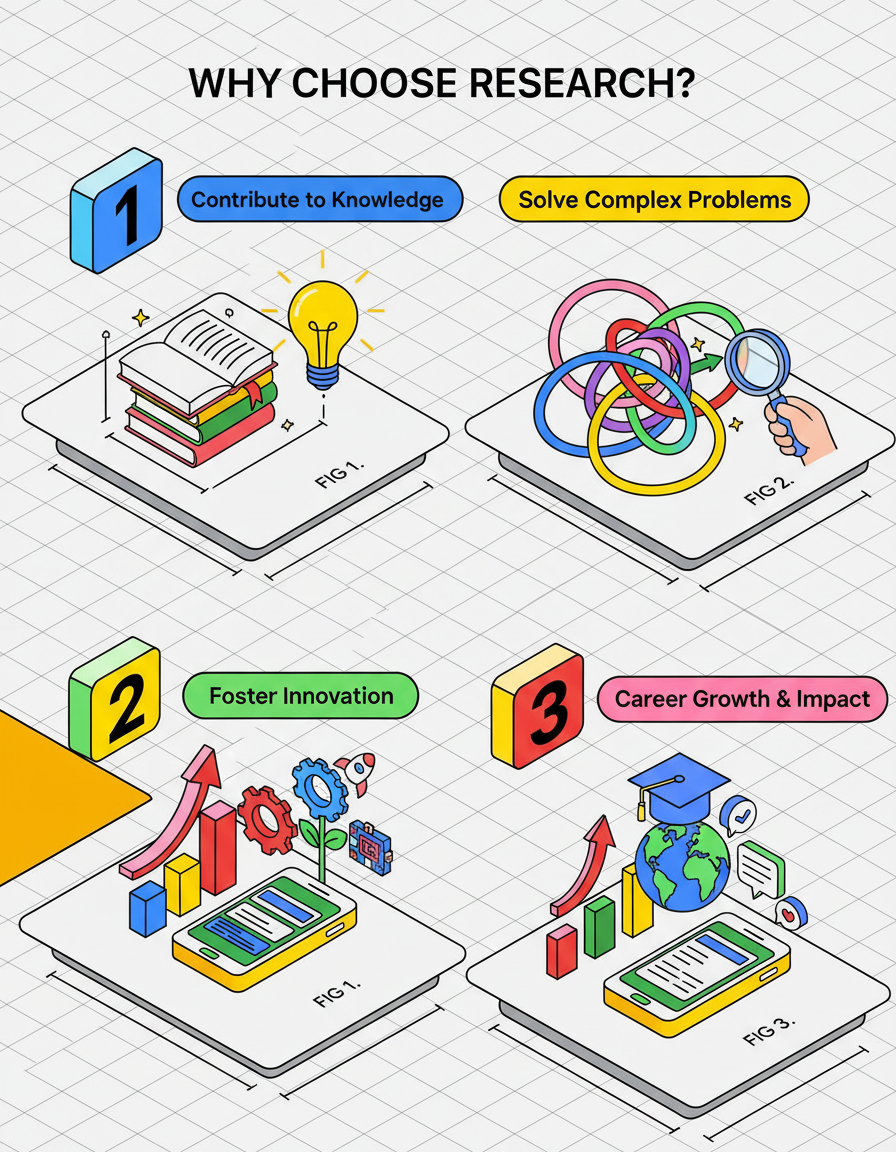 WHY CHOOSE RESEARCH?
1
Contribute to Knowledge
Solve Complex Problems
FIG 1.
FIG 2.
2
Foster Innovation
3
Career Growth & Impact
FIG 1.
FIG 3.